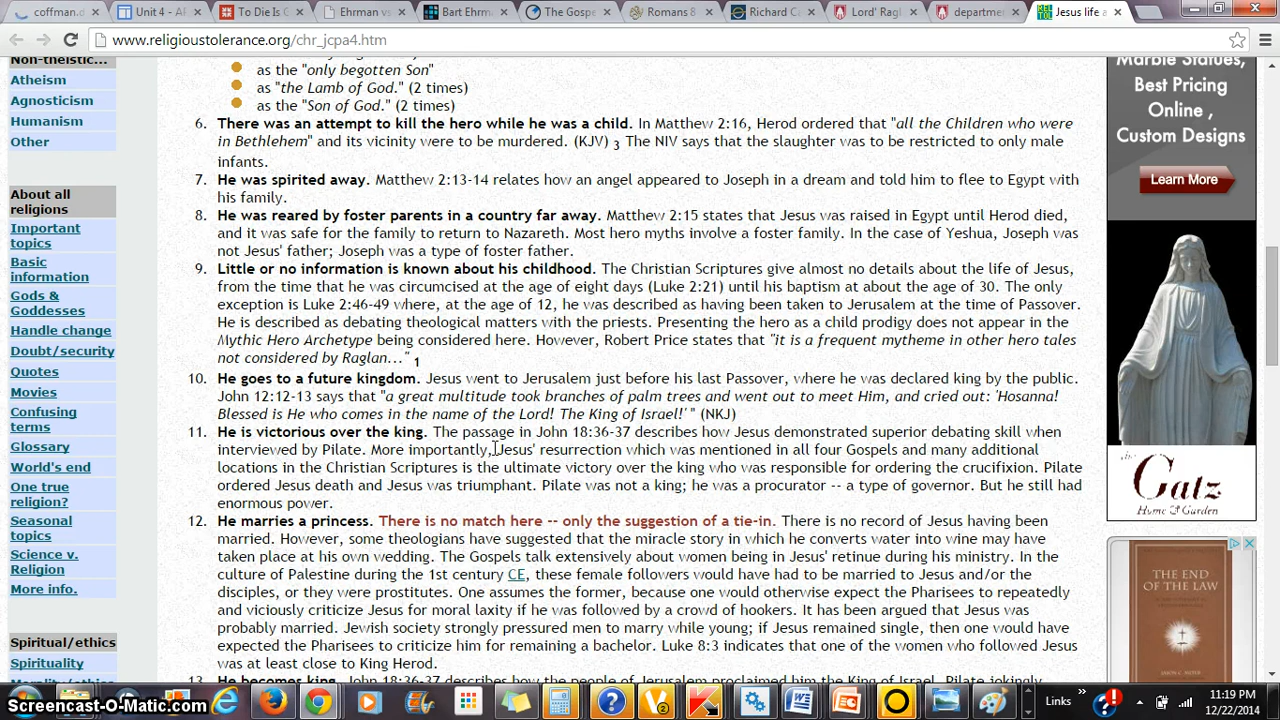 coffman.d
Unit 4 - AF
To Die Is G
Ehrman vs
Bart Ehrm
The Gospe
Romans 8
Richard C
Lord' Ragl
departmen
Jesus life a
www.religioustolerance.org/chr_jcpa4.htm
Non-theistic...
Atheism
Agnosticism
Humanism
Other
About all
religions
Important
topics
Basic
information
Gods &
Goddesses
Handle change
Doubt/security
Quotes
Movies
Confusing
terms
Glossary
World's end
One true
religion?
Seasonal
topics
Science v.
Religion
More info.
Spiritual/ethics
Spirituality
as the "only begotten Son"
as "the Lamb of God." (2 times)
as the "Son of God." (2 times)
6. There was an attempt to kill the hero while he was a child. In Matthew 2:16, Herod ordered that "all the Children who were
in Bethlehem" and its vicinity were to be murdered. (KJV) 3 The NIV says that the slaughter was to be restricted to only male
infants.
7. He was spirited away. Matthew 2:13-14 relates how an angel appeared to Joseph in a dream and told him to flee to Egypt with
his family.
8. He was reared by foster parents in a country far away. Matthew 2:15 states that Jesus was raised in Egypt until Herod died,
and it was safe for the family to return to Nazareth. Most hero myths involve a foster family. In the case of Yeshua, Joseph was
not Jesus' father; Joseph was a type of foster father.
9. Little or no information is known about his childhood. The Christian Scriptures give almost no details about the life of Jesus,
from the time that he was circumcised at the age of eight days (Luke 2:21) until his baptism at about the age of 30. The only
exception is Luke 2:46-49 where, at the age of 12, he was described as having been taken to Jerusalem at the time of Passover.
He is described as debating theological matters with the priests. Presenting the hero as a child prodigy does not appear in the
Mythic Hero Archetype being considered here. However, Robert Price states that "it is a frequent mytheme in other hero tales
not considered by Raglan..." 1
10. He goes to a future kingdom. Jesus went to Jerusalem just before his last Passover, where he was declared king by the public.
John 12:12-13 says that "a great multitude took branches of palm trees and went out to meet Him, and cried out: 'Hosanna!
Blessed is He who comes in the name of the Lord! The King of Israel!' " (NKJ)
11. He is victorious over the king. The passage in John 18:36-37 describes how Jesus demonstrated superior debating skill when
interviewed by Pilate. More importantly, Jesus' resurrection which was mentioned in all four Gospels and many additional
locations in the Christian Scriptures is the ultimate victory over the king who was responsible for ordering the crucifixion. Pilate
ordered Jesus death and Jesus was triumphant. Pilate was not a king; he was a procurator -- a type of governor. But he still had
enormous power.
12. He marries a princess. There is no match here -- only the suggestion of a tie-in. There is no record of Jesus having been
married. However, some theologians have suggested that the miracle story in which he converts water into wine may have
taken place at his own wedding. The Gospels talk extensively about women being in Jesus' retinue during his ministry. In the
culture of Palestine during the 1st century CE, these female followers would have had to be married to Jesus and/or the
disciples, or they were prostitutes. One assumes the former, because one would otherwise expect the Pharisees to repeatedly
and viciously criticize Jesus for moral laxity if he was followed by a crowd of hookers. It has been argued that Jesus was
probably married. Jewish society strongly pressured men to marry while young; if Jesus remained single, then one would have
expected the Pharisees to criticize him for remaining a bachelor. Luke 8:3 indicates that one of the women who followed Jesus
was at least close to King Herod.
13. He becomes king. John 18:36-37 describes how the people of Jerusalem proclaimed him the King. Pilate jokingly
Marble Statues,
Best Pricing
Online ,
Custom Designs
Learn More
the
Gatz
Home & Garden
THE END
OF THE
LAW
Screencast-O-Matic.com
Links
»
11:19 PM
12/22/2014